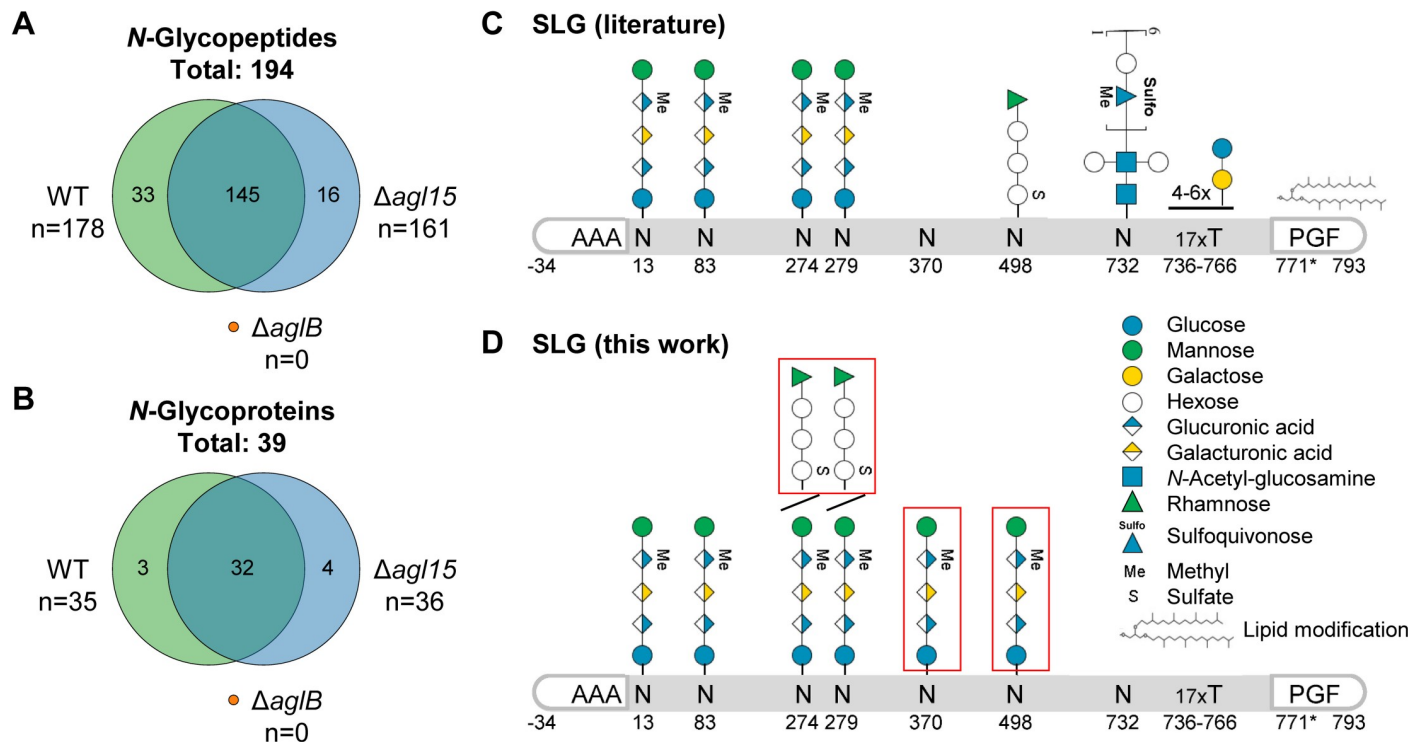 A
N-Glycopeptides
Total: 194
33
145
16
WT
n=178
Δagl15
n=161
ΔaglB
n=0
B
N-Glycoproteins
Total: 39
3
32
4
WT
n=35
Δagl15
n=36
ΔaglB
n=0
C SLG (literature)
Me Me Me Me
S
1 6
Sulfo
Me
4-6x
AAA N N N N N N N 17xT PGF
-34 13 83 274 279 370 498 732 736-766 771* 793
D SLG (this work)
S S
Me Me Me Me Me Me
AAA N N N N N N N 17xT PGF
-34 13 83 274 279 370 498 732 736-766 771* 793
Glucose
Mannose
Galactose
Hexose
Glucuronic acid
Galacturonic acid
N-Acetyl-glucosamine
Rhamnose
Sulfo Sulfoquivonose
Me Methyl
S Sulfate
Lipid modification